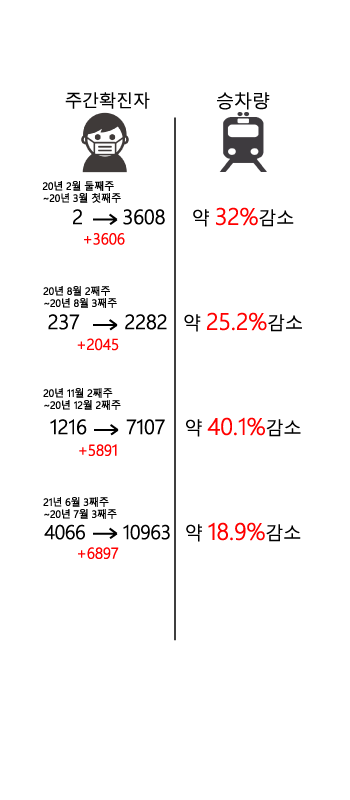 주간확진자
승차량
20년 2월 둘째주
~20년 3월 첫째주
2 → 3608
+3606
약 32%감소
20년 8월 2째주
~20년 8월 3째주
237 → 2282
+2045
약 25.2%감소
20년 11월 2째주
~20년 12월 2째주
1216 → 7107
+5891
약 40.1%감소
21년 6월 3째주
~20년 7월 3째주
4066 → 10963
+6897
약 18.9%감소